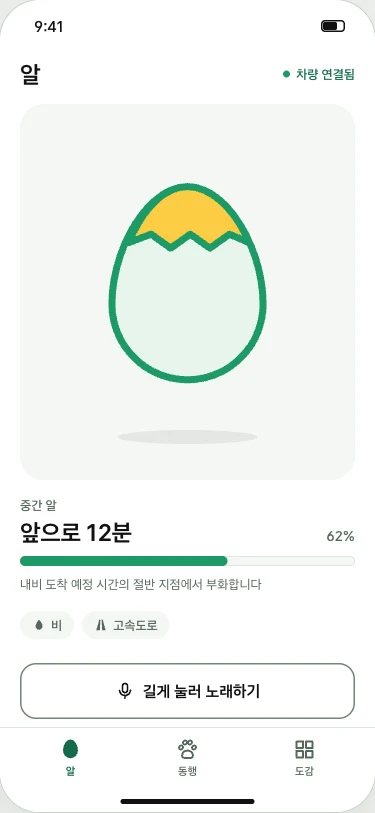 9:41
알
차량 연결됨
중간 알
앞으로 12분
62%
내비 도착 예정 시간의 절반 지점에서 부화합니다
비
고속도로
길게 눌러 노래하기
알
동행
도감